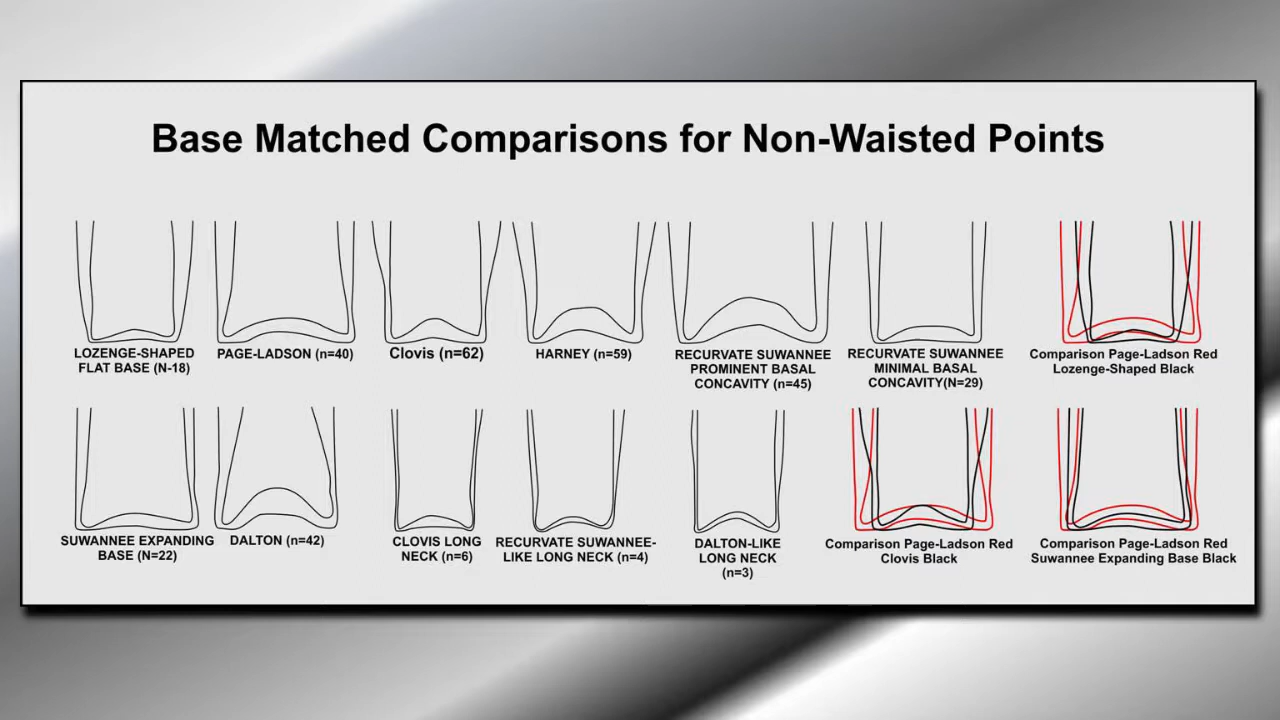 Base Matched Comparisons for Non-Waisted Points
LOZENGE-SHAPED
FLAT BASE (N-18)
PAGE-LADSON (n=40)
Clovis (n=62)
HARNEY (n=59)
RECURVATE SUWANNEE
PROMINENT BASAL
CONCAVITY (n=45)
RECURVATE SUWANNEE
MINIMAL BASAL
CONCAVITY(N=29)
Comparison Page-Ladson Red
Lozenge-Shaped Black
SUWANNEE EXPANDING
BASE (N=22)
DALTON (n=42)
CLOVIS LONG
NECK (n=6)
RECURVATE SUWANNEE-
LIKE LONG NECK (n=4)
DALTON-LIKE
LONG NECK
(n=3)
Comparison Page-Ladson Red
Clovis Black
Comparison Page-Ladson Red
Suwannee Expanding Base Black